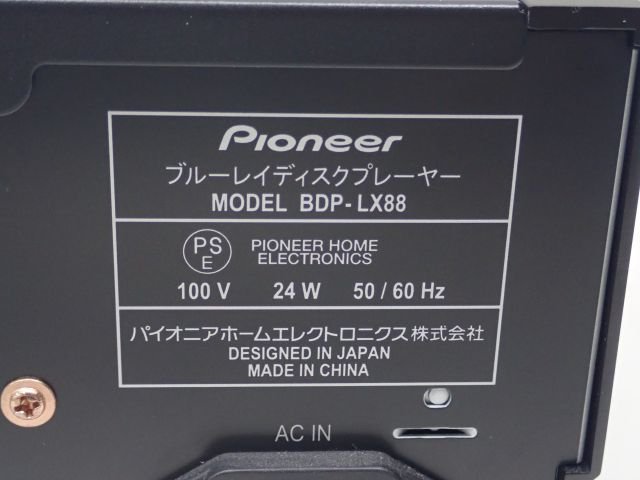 Pioneer
ブルーレイディスクプレーヤー
MODEL BDP-LX88
PS
E
PIONEER HOME
ELECTRONICS
100 V 24 W 50 / 60 Hz
パイオニアホームエレクトロニクス株式会社
DESIGNED IN JAPAN
MADE IN CHINA
AC IN